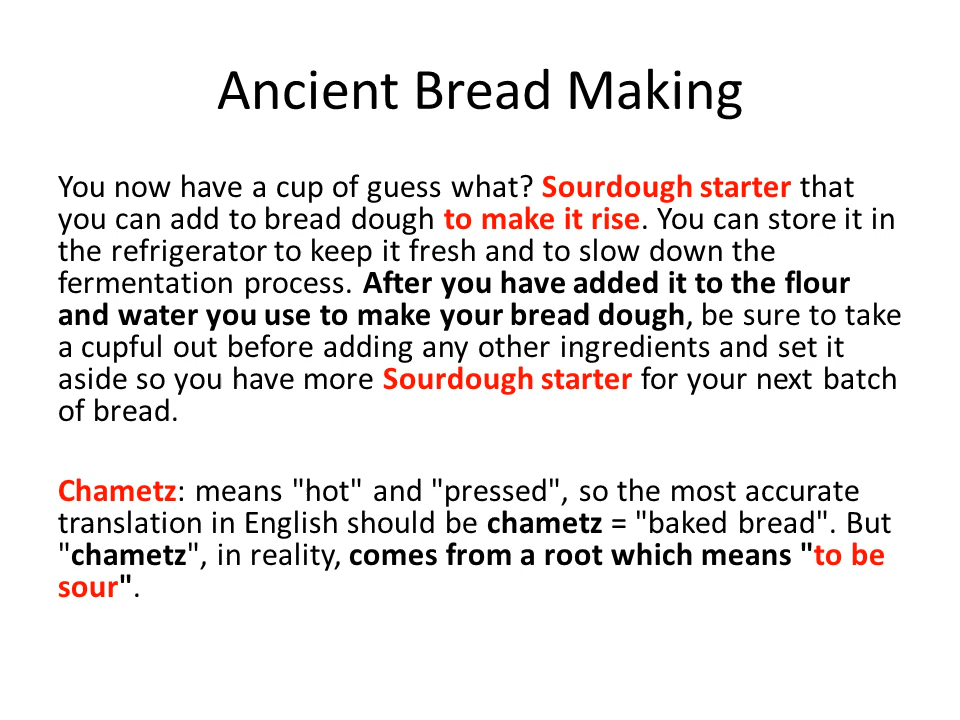 Ancient Bread Making
You now have a cup of guess what? Sourdough starter that
you can add to bread dough to make it rise. You can store it in
the refrigerator to keep it fresh and to slow down the
fermentation process. After you have added it to the flour
and water you use to make your bread dough, be sure to take
a cupful out before adding any other ingredients and set it
aside so you have more Sourdough starter for your next batch
of bread.
Chametz: means "hot" and "pressed", so the most accurate
translation in English should be chametz = "baked bread". But
"chametz", in reality, comes from a root which means "to be
sour".